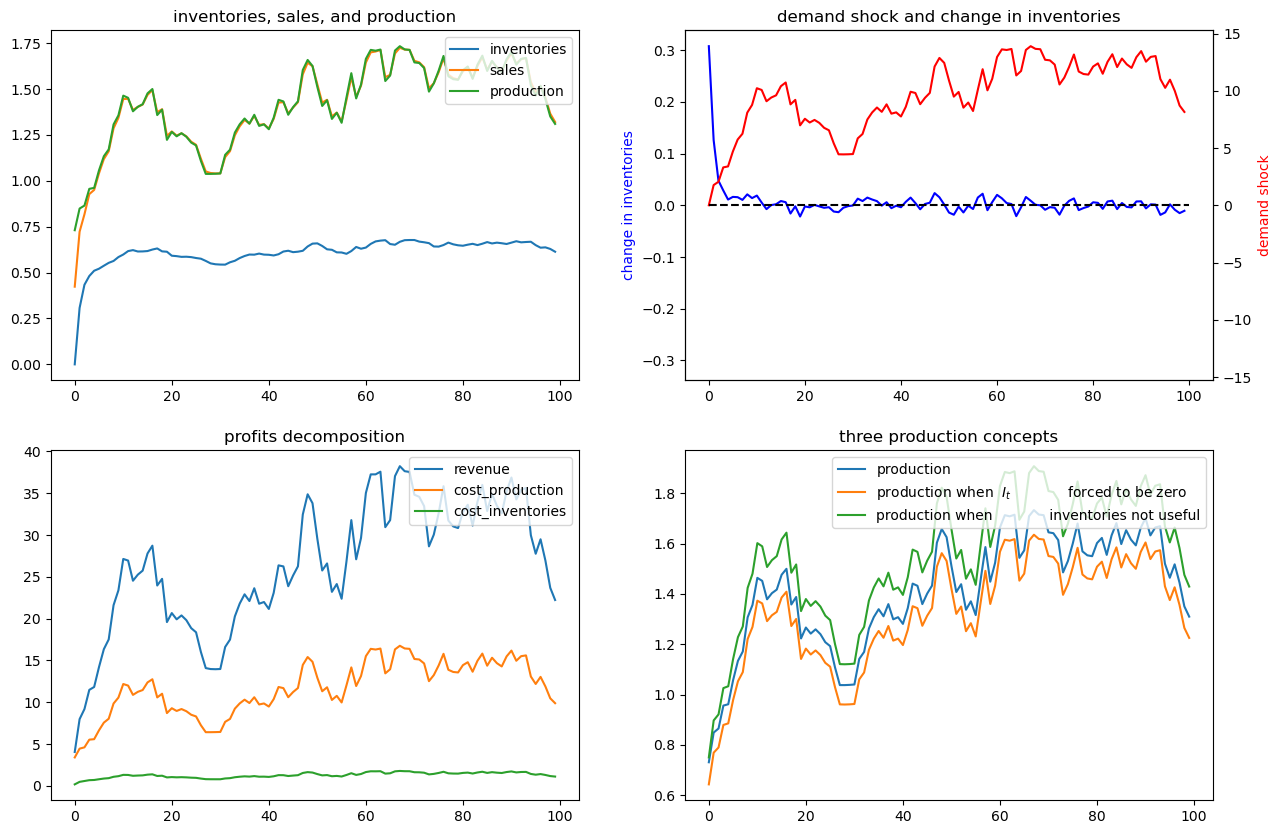 inventories, sales, and production
1.75
1.50
1.25
1.00
0.75
0.50
0.25
0.00
0 20 40 60 80 100
inventories
sales
production
demand shock and change in inventories
change in inventories
0.3
0.2
0.1
0.0
−0.1
−0.2
−0.3
0 20 40 60 80 100
15
10
5
0
−5
−10
−15
demand shock
profits decomposition
40
35
30
25
20
15
10
5
0
0 20 40 60 80 100
revenue
cost_production
cost_inventories
three production concepts
1.8
1.6
1.4
1.2
1.0
0.8
0.6
0 20 40 60 80 100
production
production when I_t forced to be zero
production when inventories not useful